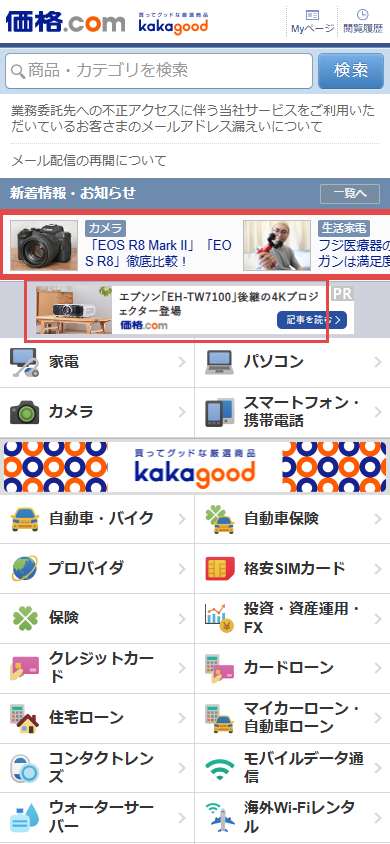 価格.com
買ってグッドな厳選商品
kakagood
Myページ
閲覧履歴
商品・カテゴリを検索
検索
業務委託先への不正アクセスに伴う当社サービスをご利用いた
だいているお客さまのメールアドレス漏えいについて
メール配信の再開について
新着情報・お知らせ
一覧へ
カメラ
「EOS R8 Mark II」「EO
S R8」徹底比較！
生活家電
フジ医療器の
ガンは満足度
エプソン「EH-TW7100」後継の4Kプロジ
ェクター登場
価格.com
記事を読む
PR
家電
パソコン
カメラ
スマートフォン・
携帯電話
買ってグッドな厳選商品
kakagood
自動車・バイク
自動車保険
プロバイダ
格安SIMカード
保険
投資・資産運用・
FX
クレジットカー
ド
カードローン
住宅ローン
マイカーローン・
自動車ローン
コンタクトレン
ズ
モバイルデータ通
信
ウォーターサー
バー
海外Wi-Fiレンタ
ル